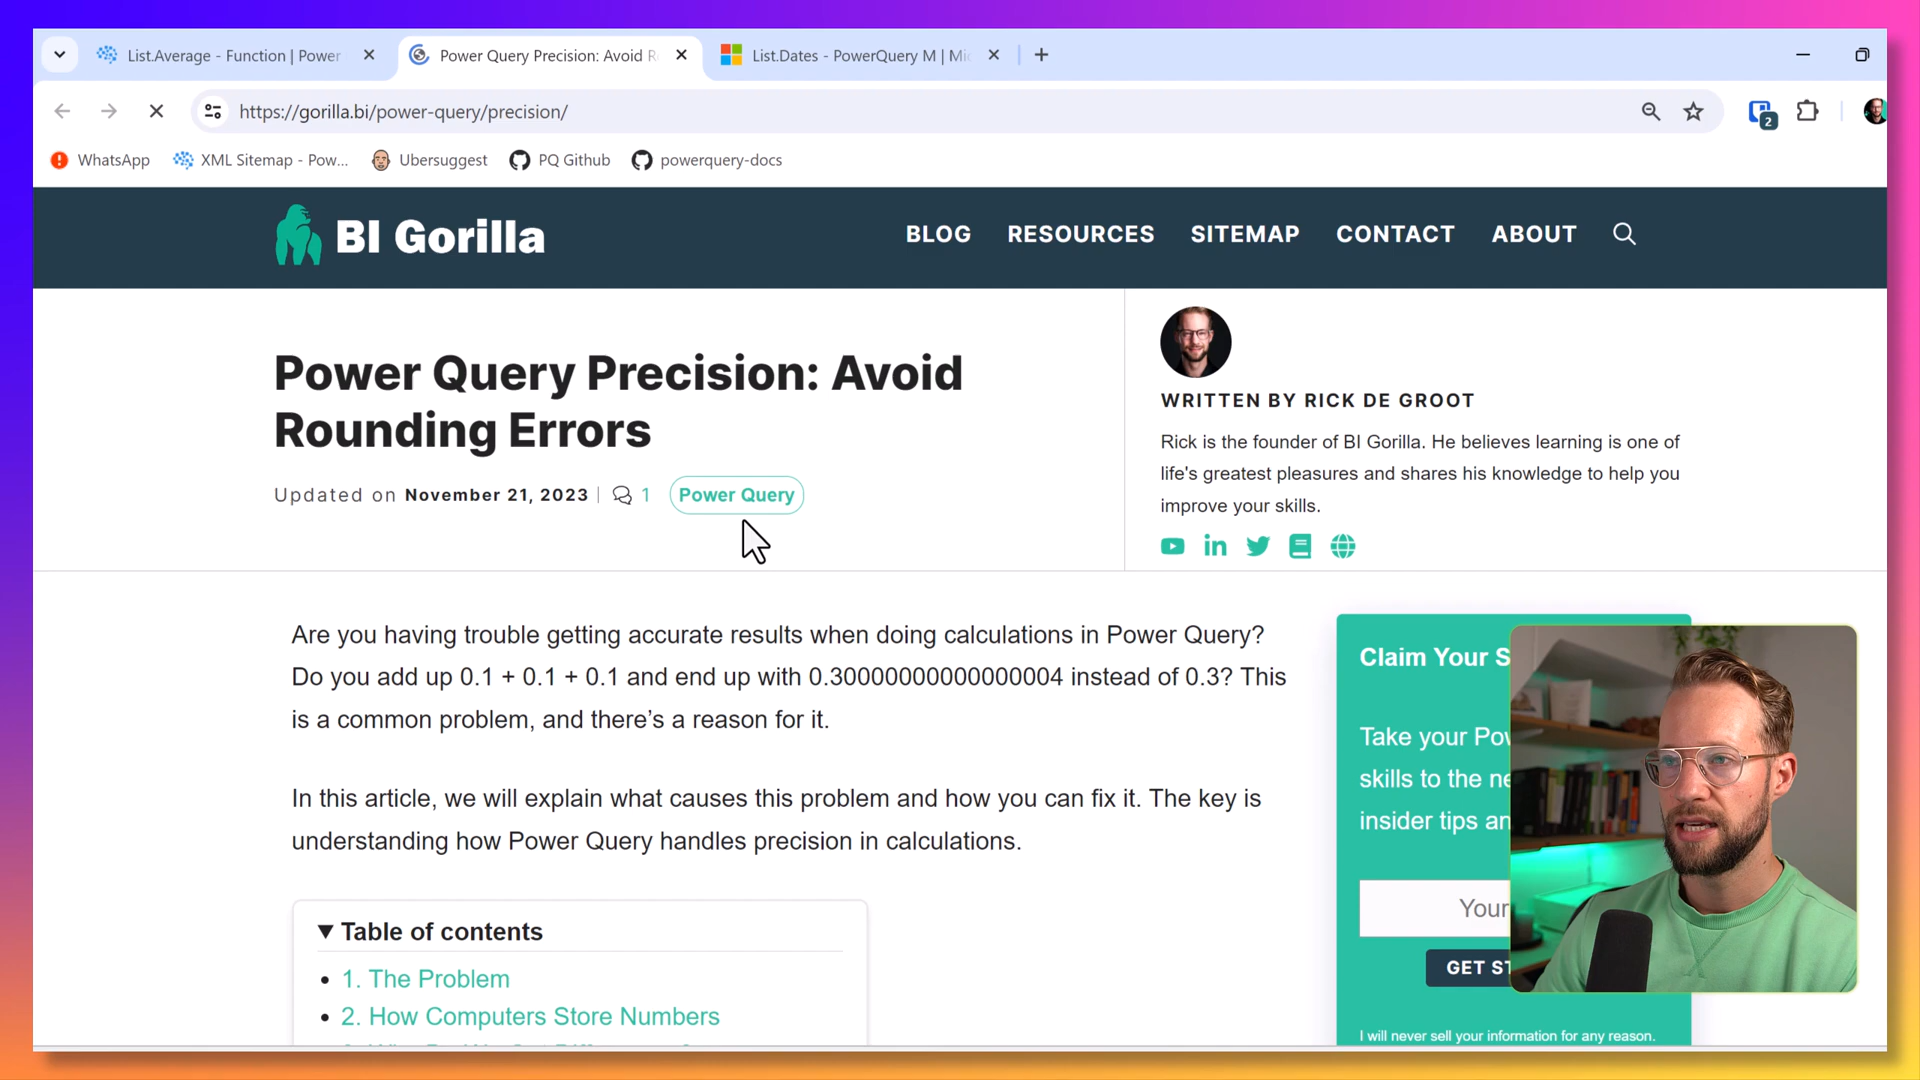 List.Average - Function | Power
Power Query Precision: Avoid R
List.Dates - PowerQuery M | Mic
https://gorilla.bi/power-query/precision/
2
WhatsApp
XML Sitemap - Pow...
Ubersuggest
PQ Github
powerquery-docs
BI Gorilla
BLOG
RESOURCES
SITEMAP
CONTACT
ABOUT
Power Query Precision: Avoid
Rounding Errors
Updated on November 21, 2023
1
Power Query
WRITTEN BY RICK DE GROOT
Rick is the founder of BI Gorilla. He believes learning is one of
life's greatest pleasures and shares his knowledge to help you
improve your skills.
Are you having trouble getting accurate results when doing calculations in Power Query?
Do you add up 0.1 + 0.1 + 0.1 and end up with 0.30000000000000004 instead of 0.3? This
is a common problem, and there’s a reason for it.
In this article, we will explain what causes this problem and how you can fix it. The key is
understanding how Power Query handles precision in calculations.
▼ Table of contents
• 1. The Problem
• 2. How Computers Store Numbers
Claim Your S
Take your Pow
skills to the ne
insider tips an
Your
GET ST
I will never sell your information for any reason.